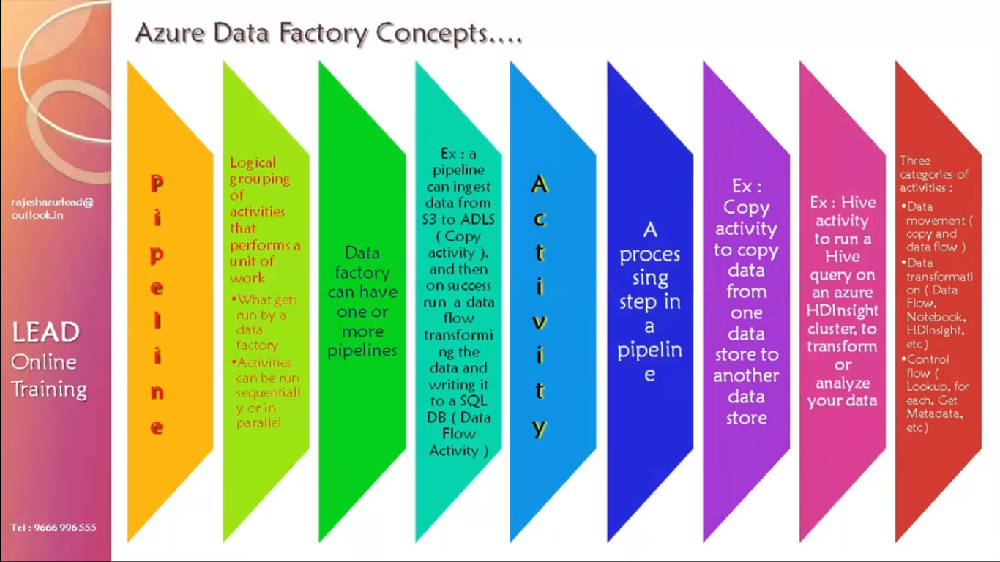 Azure Data Factory Concepts....
rajeshazurlead@
outlook.in
LEAD
Online
Training
Tel : 9666 996 555
P
i
p
e
l
i
n
e
Logical
grouping
of
activities
that
performs a
unit of
work
•What gets
run by a
data
factory
•Activities
can be run
sequentiall
y or in
parallel
Data
factory
can have
one or
more
pipelines
Ex : a
pipeline
can ingest
data from
S3 to ADLS
( Copy
activity ),
and then
on success
run a data
flow
transformi
ng the
data and
writing it
to a SQL
DB ( Data
Flow
Activity )
A
c
t
i
v
i
t
y
A
proces
sing
step in
a
pipelin
e
Ex :
Copy
activity
to copy
data
from
one
data
store to
another
data
store
Ex : Hive
activity
to run a
Hive
query on
an azure
HDInsight
cluster, to
transform
or
analyze
your data
Three
categories of
activities :
•Data
movement (
copy and
data flow )
•Data
transformati
on ( Data
Flow,
Notebook,
HDInsight,
etc )
•Control
flow (
Lookup, for
each, Get
Metadata,
etc )